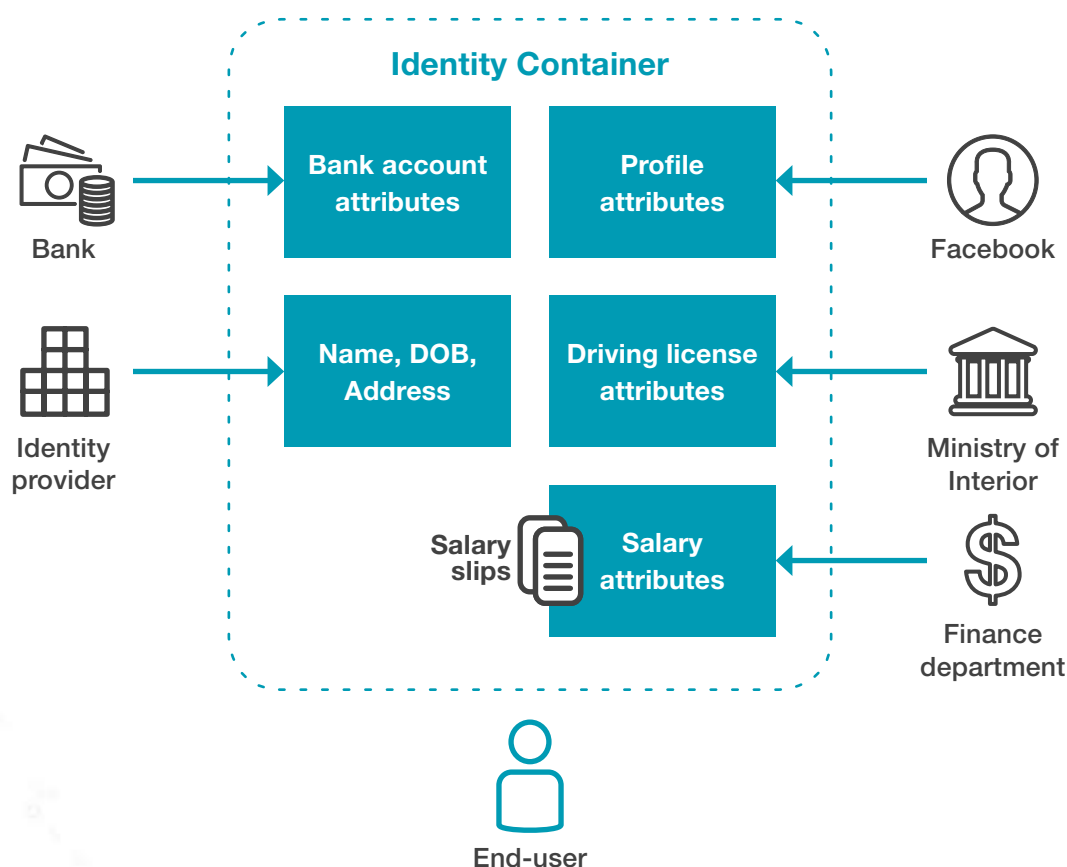 Identity Container
Bank account
attributes
Profile
attributes
Bank
Facebook
Name, DOB,
Address
Driving license
attributes
Identity
provider
Ministry of
Interior
Salary
slips
Salary
attributes
Finance
department
End-user